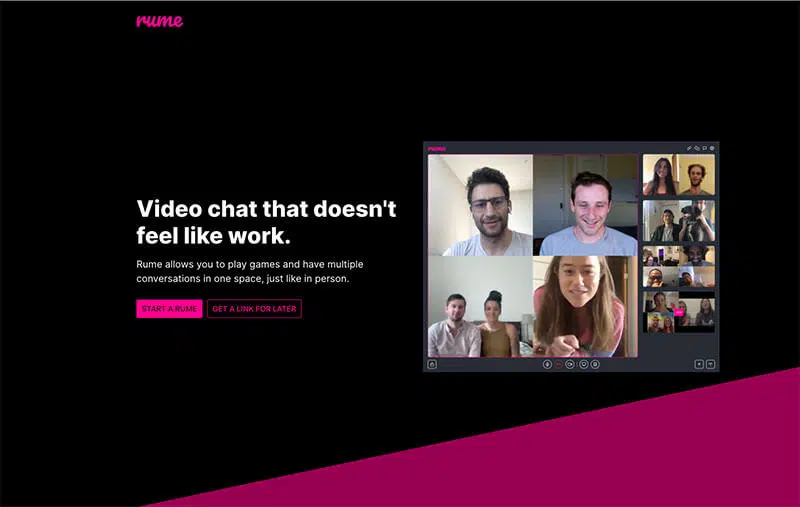 rume
Video chat that doesn't
feel like work.
Rume allows you to play games and have multiple
conversations in one space, just like in person.
START A RUME
GET A LINK FOR LATER
rume